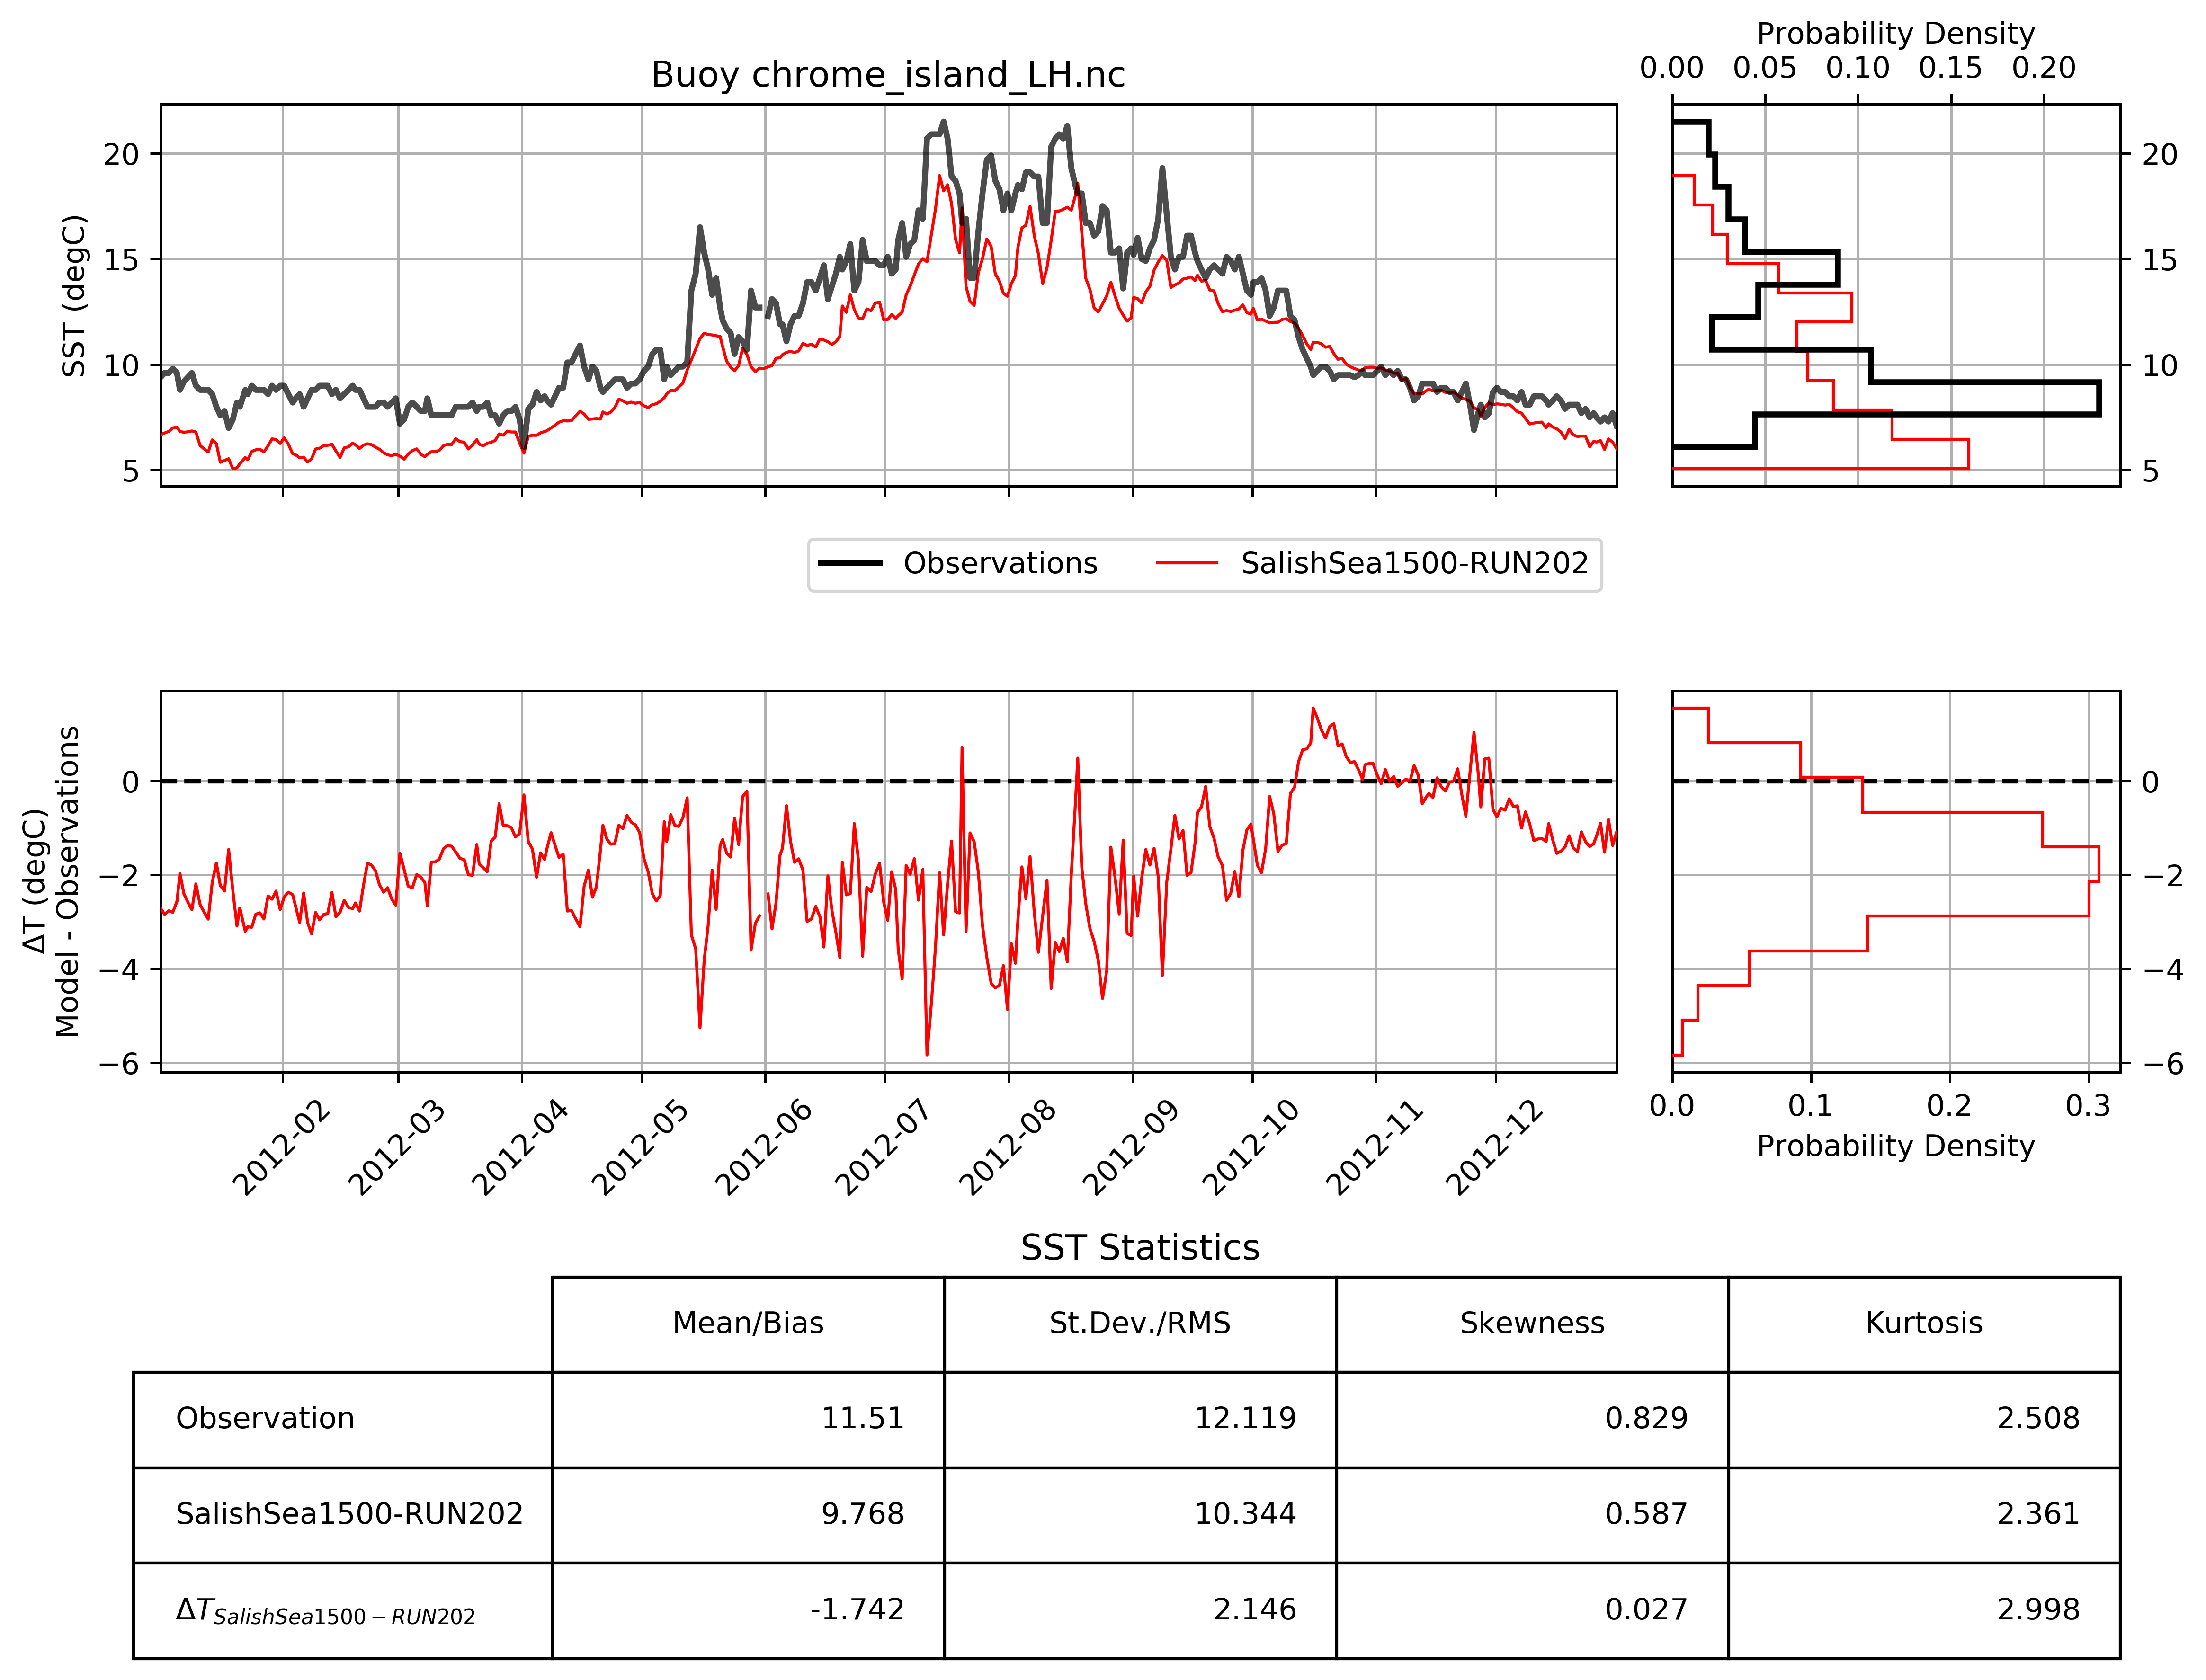 Probability Density
0.00 0.05 0.10 0.15 0.20
Buoy chrome_island_LH.nc
SST (degC)
20
15
10
5
20
15
10
5
Observations SalishSea1500-RUN202
ΔT (degC)
Model - Observations
0
−2
−4
−6
0
−2
−4
−6
2012-02 2012-03 2012-04 2012-05 2012-06 2012-07 2012-08 2012-09 2012-10 2012-11 2012-12
0.0 0.1 0.2 0.3
Probability Density
SST Statistics
Mean/Bias St.Dev./RMS Skewness Kurtosis
Observation 11.51 12.119 0.829 2.508
SalishSea1500-RUN202 9.768 10.344 0.587 2.361
ΔT SalishSea1500−RUN202 -1.742 2.146 0.027 2.998